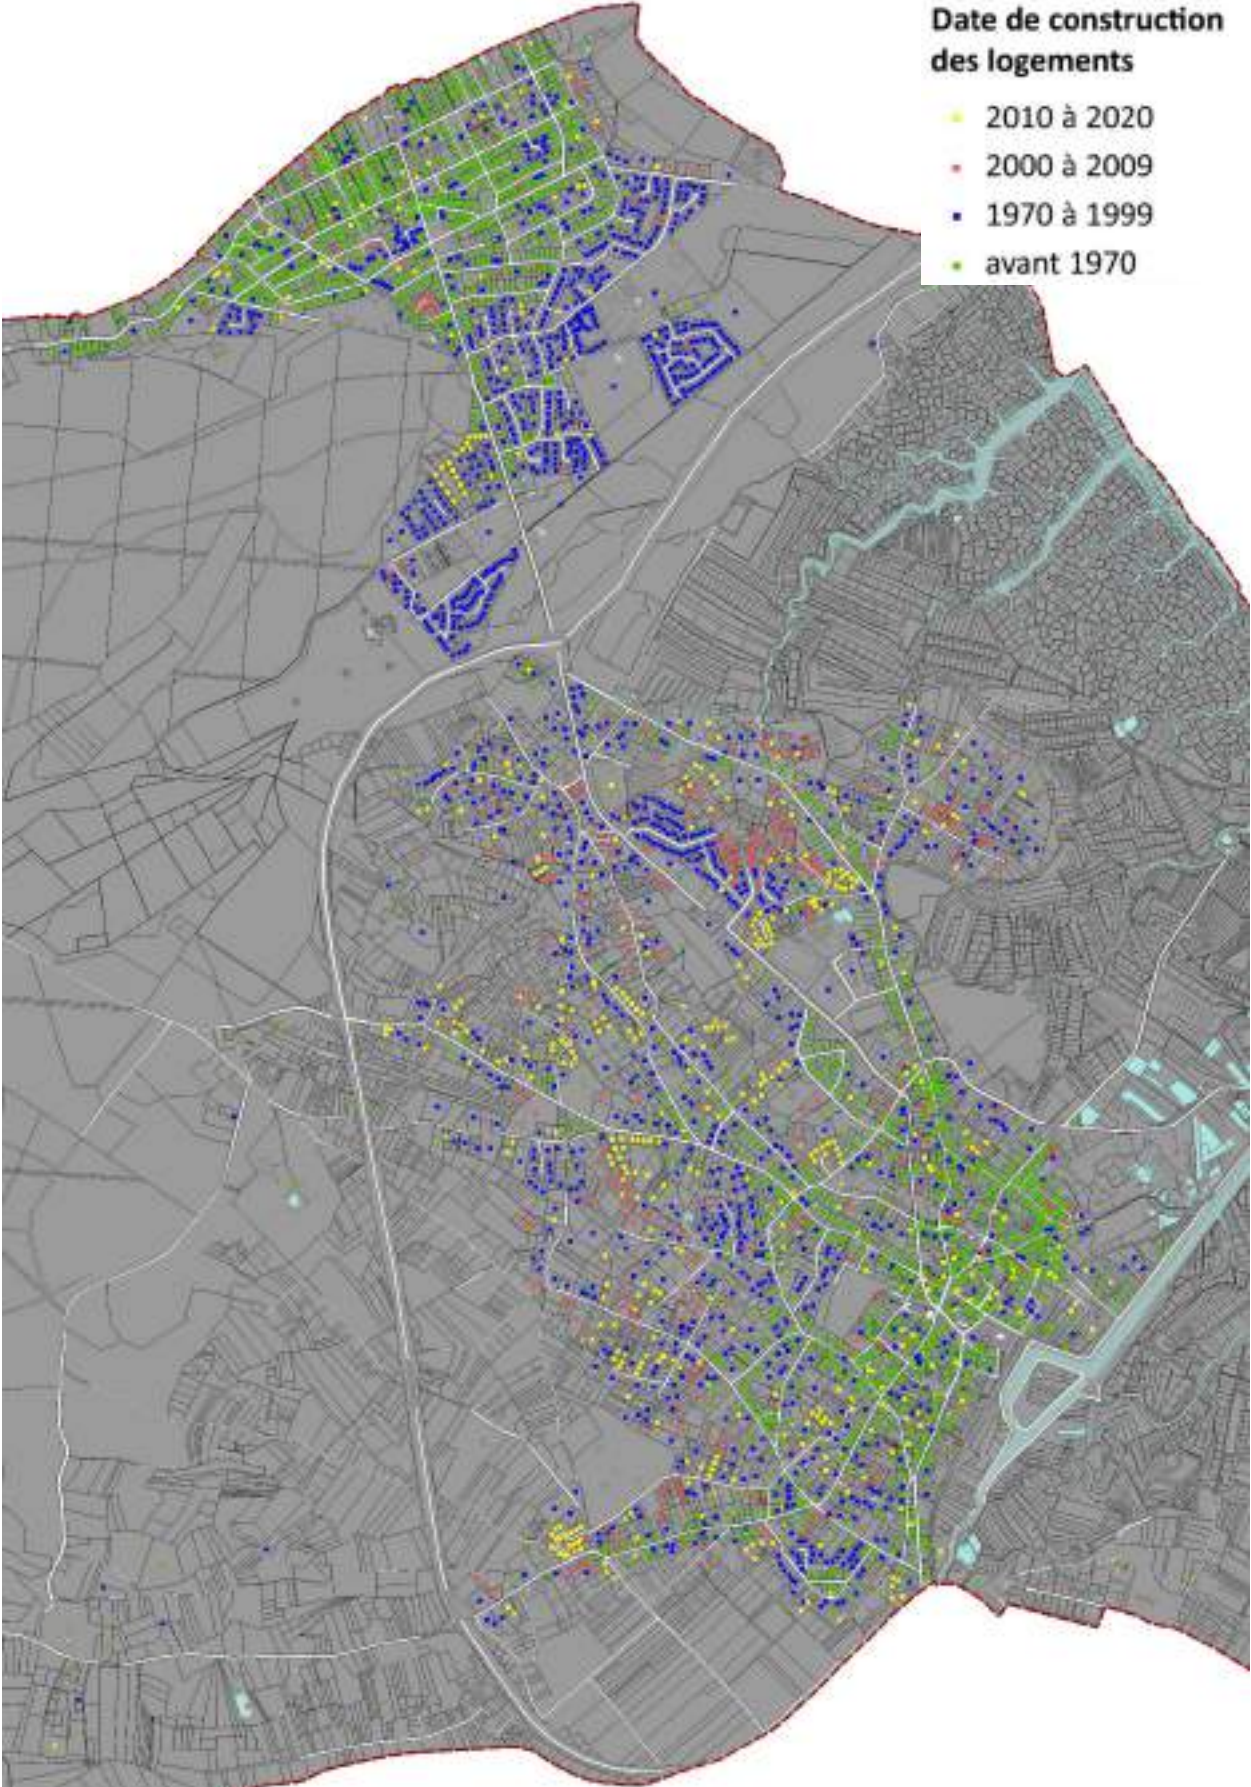 Date de construction
des logements
2010 à 2020
2000 à 2009
1970 à 1999
avant 1970